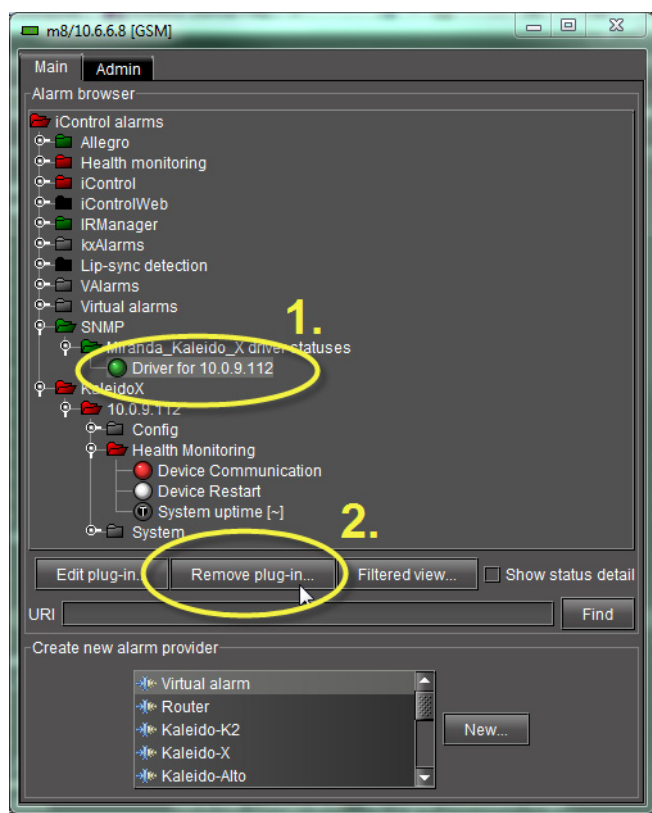 m8/10.6.6.8 [GSM]
Main Admin
Alarm browser
iControl alarms
Allegro
Health monitoring
iControl
iControlWeb
IRManager
kxAlarms
Lip-sync detection
VAlarms
Virtual alarms
1.
SNMP
Miranda_Kaleido_X driver statuses
Driver for 10.0.9.112
KaleidoX
10.0.9.112
Config
Health Monitoring
Device Communication
Device Restart
T System uptime [~]
2.
System
Edit plug-in... Remove plug-in... Filtered view... Show status detail
URI Find
Create new alarm provider
Virtual alarm
Router
Kaleido-K2
New...
Kaleido-X
Kaleido-Alto